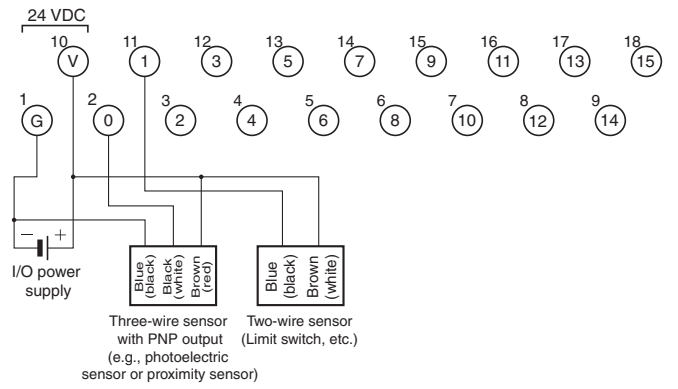 24 VDC
10 11 12 13 14 15 16 17 18
V 1 3 5 7 9 11 13 15
1 2 3 4 5 6 7 8 9
G 0 2 4 6 8 10 12 14
− +
I/O power
supply
Blue
(black)
Black
(white)
Brown
(red)
Blue
(black)
Brown
(white)
Three-wire sensor
with PNP output
(e.g., photoelectric
sensor or proximity sensor)
Two-wire sensor
(Limit switch, etc.)